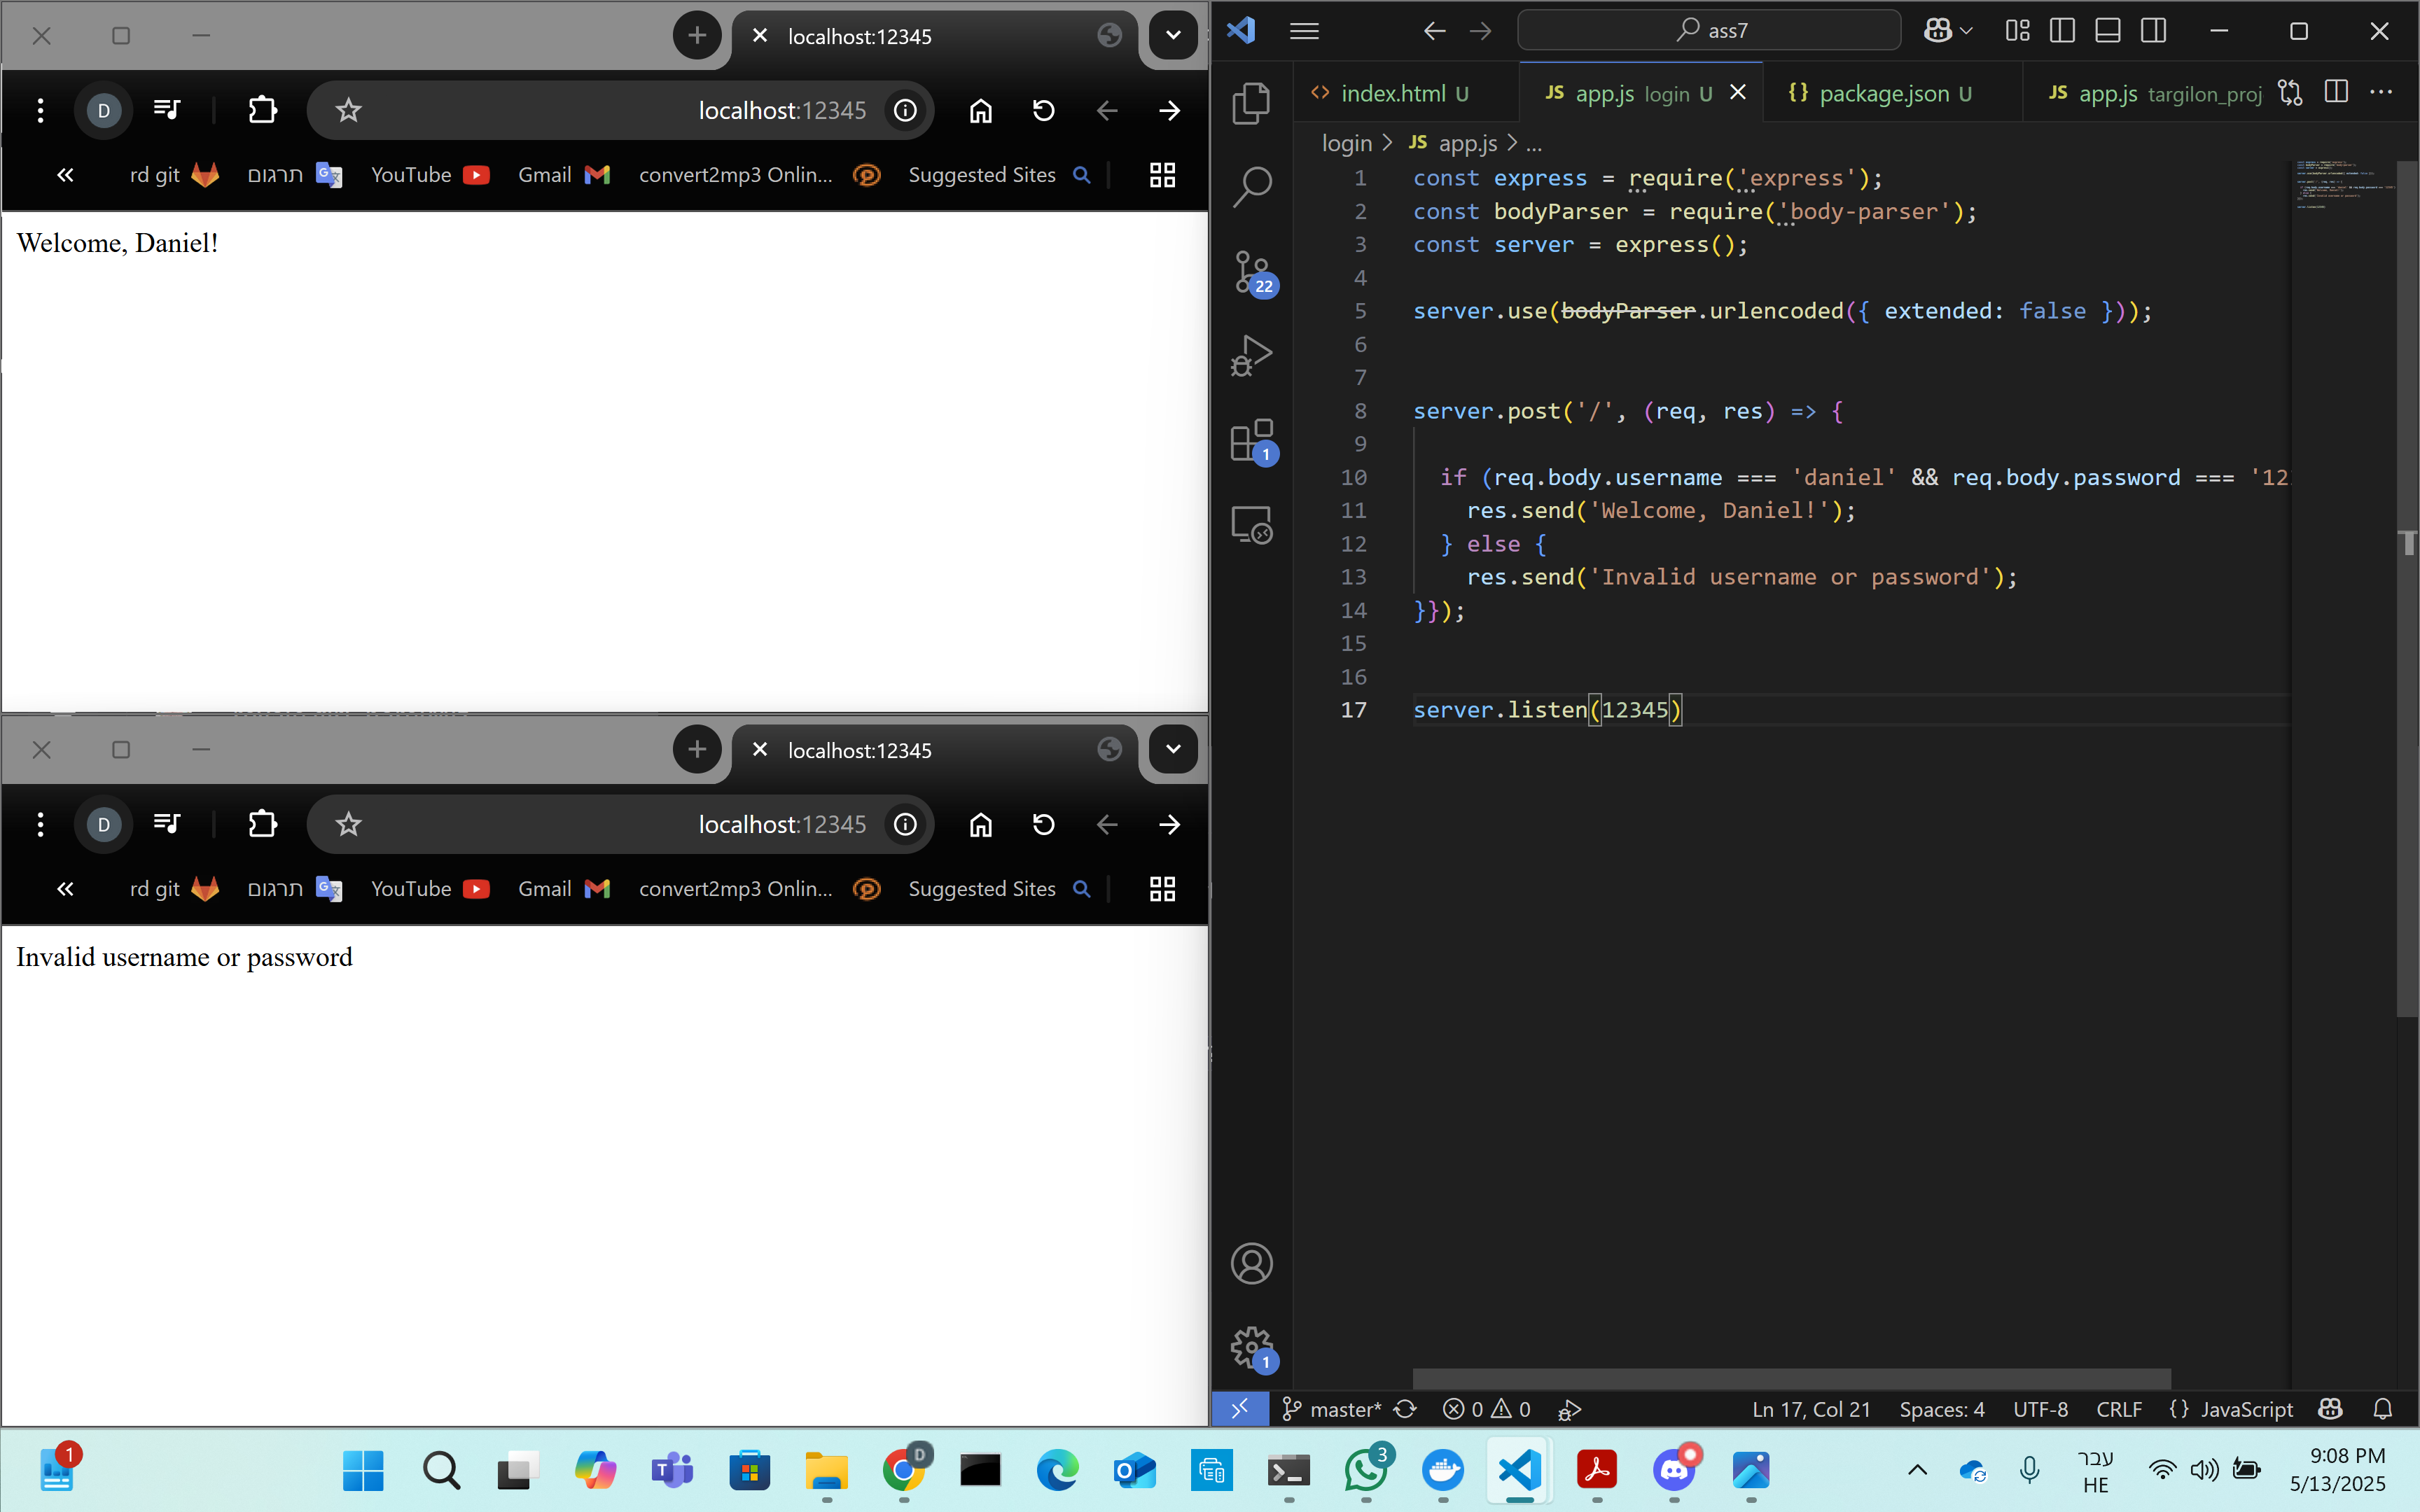 localhost:12345
D
localhost:12345
rd git
תרגום
YouTube
Gmail
convert2mp3 Onlin...
Suggested Sites
Welcome, Daniel!
localhost:12345
D
localhost:12345
rd git
תרגום
YouTube
Gmail
convert2mp3 Onlin...
Suggested Sites
Invalid username or password
ass7
index.html U
JS app.js login U
{} package.json U
JS app.js targilon_proj
login > JS app.js > ...
22
1
1
1 const express = require('express');
2 const bodyParser = require('body-parser');
3 const server = express();
4
5 server.use(bodyParser.urlencoded({ extended: false }));
6
7
8 server.post('/', (req, res) => {
9
10 if (req.body.username === 'daniel' && req.body.password === '12
11 res.send('Welcome, Daniel!');
12 } else {
13 res.send('Invalid username or password');
14 }});
15
16
17 server.listen(12345)
master* 0 0
Ln 17, Col 21
Spaces: 4
UTF-8
CRLF
{} JavaScript
1
D
3
עבר
HE
9:08 PM
5/13/2025